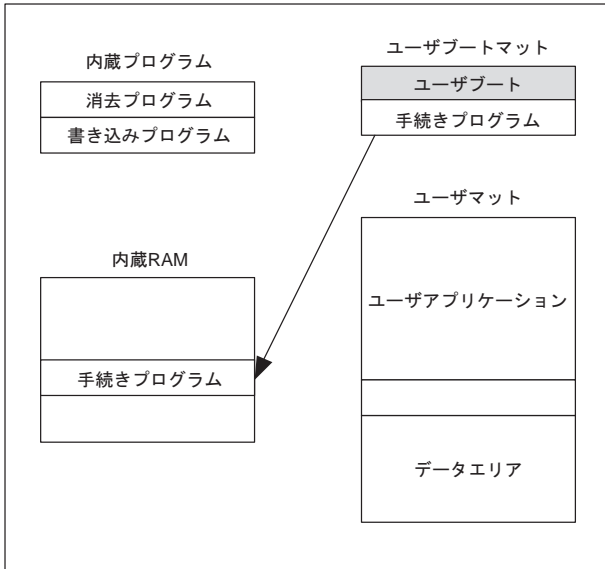 内蔵プログラム
消去プログラム
書き込みプログラム
ユーザブートマット
ユーザブート
手続きプログラム
内蔵RAM
手続きプログラム
ユーザマット
ユーザアプリケーション
データエリア